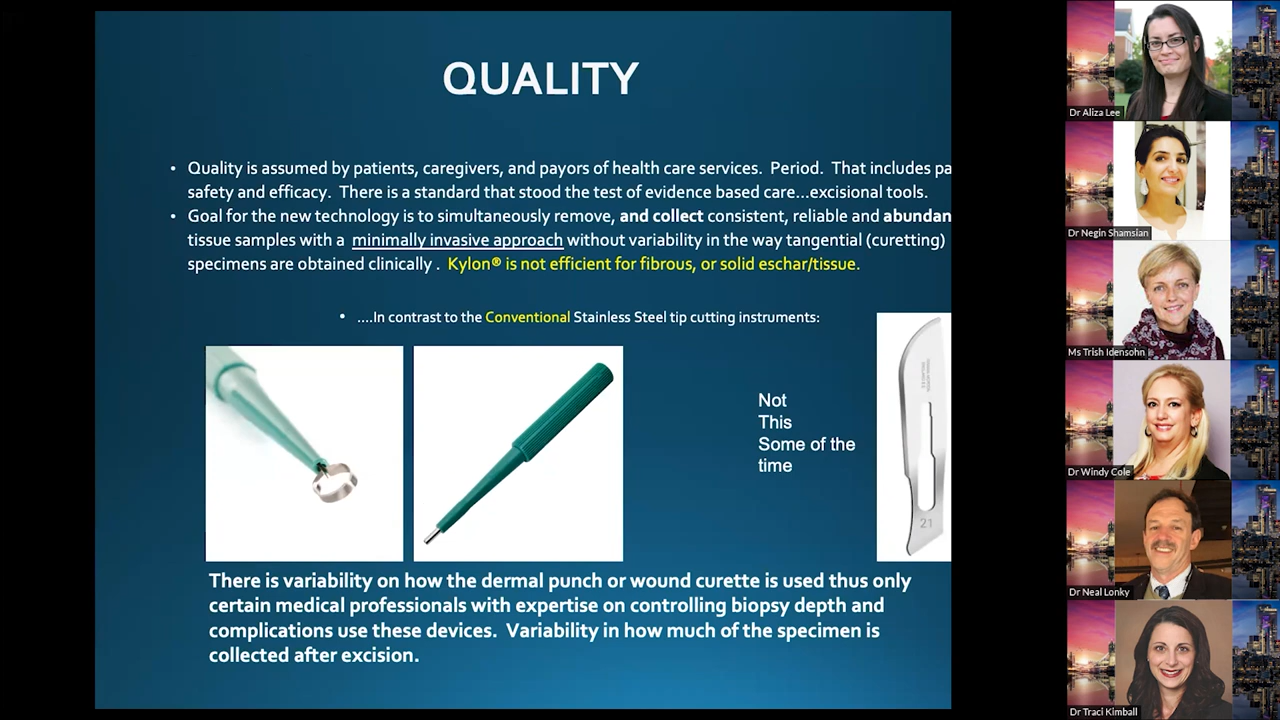 QUALITY
• Quality is assumed by patients, caregivers, and payors of health care services. Period. That includes pa
safety and efficacy. There is a standard that stood the test of evidence based care...excisional tools.
• Goal for the new technology is to simultaneously remove, and collect consistent, reliable and abundan
tissue samples with a minimally invasive approach without variability in the way tangential (curetting)
specimens are obtained clinically . Kylon® is not efficient for fibrous, or solid eschar/tissue.
• ....In contrast to the Conventional Stainless Steel tip cutting instruments:
Not
This
Some of the
time
21
There is variability on how the dermal punch or wound curette is used thus only
certain medical professionals with expertise on controlling biopsy depth and
complications use these devices. Variability in how much of the specimen is
collected after excision.
Dr Aliza Lee
Dr Negin Shamsian
Ms Trish Idensohn
Dr Windy Cole
Dr Neal Lonky
Dr Traci Kimball